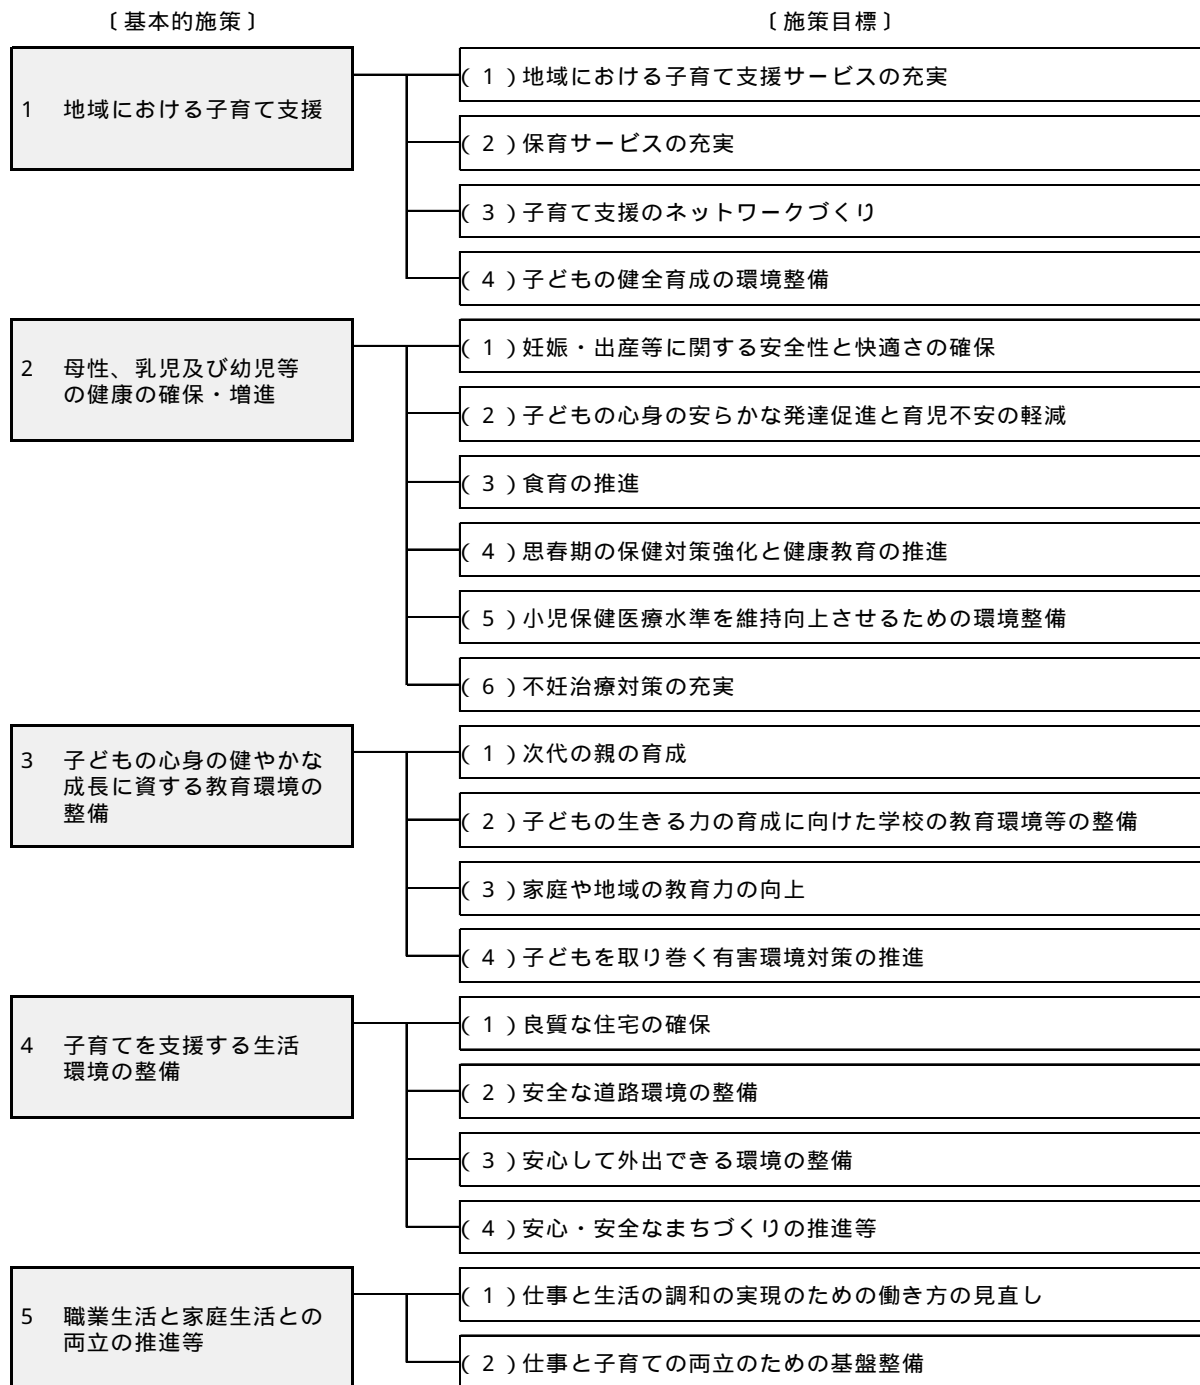 〔基本的施策〕
〔施策目標〕
1 地域における子育て支援
(1)地域における子育て支援サービスの充実
(2)保育サービスの充実
(3)子育て支援のネットワークづくり
(4)子どもの健全育成の環境整備
2 母性、乳児及び幼児等
の健康の確保・増進
(1)妊娠・出産等に関する安全性と快適さの確保
(2)子どもの心身の安らかな発達促進と育児不安の軽減
(3)食育の推進
(4)思春期の保健対策強化と健康教育の推進
(5)小児保健医療水準を維持向上させるための環境整備
(6)不妊治療対策の充実
3 子どもの心身の健やかな
成長に資する教育環境の
整備
(1)次代の親の育成
(2)子どもの生きる力の育成に向けた学校の教育環境等の整備
(3)家庭や地域の教育力の向上
(4)子どもを取り巻く有害環境対策の推進
4 子育てを支援する生活
環境の整備
(1)良質な住宅の確保
(2)安全な道路環境の整備
(3)安心して外出できる環境の整備
(4)安心・安全なまちづくりの推進等
5 職業生活と家庭生活との
両立の推進等
(1)仕事と生活の調和の実現のための働き方の見直し
(2)仕事と子育ての両立のための基盤整備